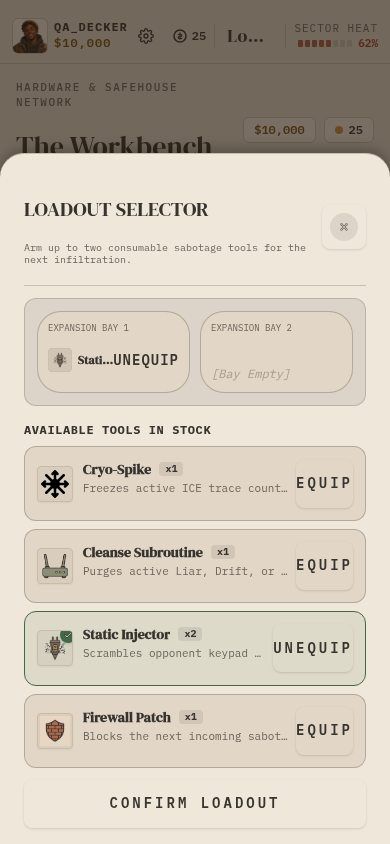 QA_DECKER
$10,000
25
Lo...
SECTOR HEAT
62%
HARDWARE & SAFEHOUSE
NETWORK
The Workbench
$10,000
25
LOADOUT SELECTOR
Arm up to two consumable sabotage tools for the
next infiltration.
EXPANSION BAY 1
Stati...
UNEQUIP
EXPANSION BAY 2
[Bay Empty]
AVAILABLE TOOLS IN STOCK
Cryo-Spike x1
Freezes active ICE trace count…
EQUIP
Cleanse Subroutine x1
Purges active Liar, Drift, or …
EQUIP
Static Injector x2
Scrambles opponent keypad …
UNEQUIP
Firewall Patch x1
Blocks the next incoming sabot…
EQUIP
CONFIRM LOADOUT